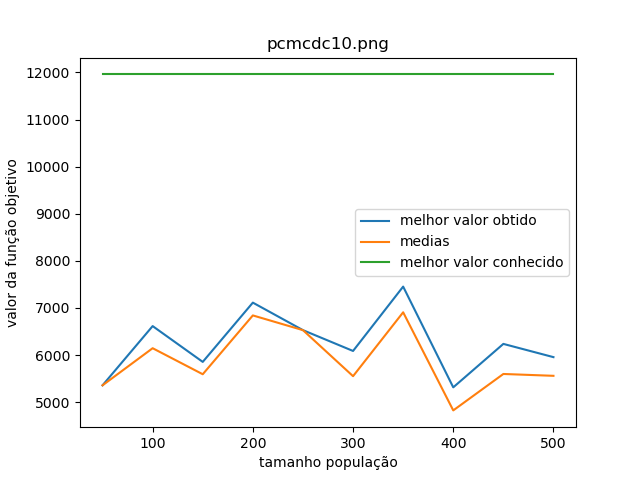 pcmcdc10.png
12000
11000
10000
9000
8000
7000
6000
5000
valor da função objetivo
melhor valor obtido
medias
melhor valor conhecido
100 200 300 400 500
tamanho população